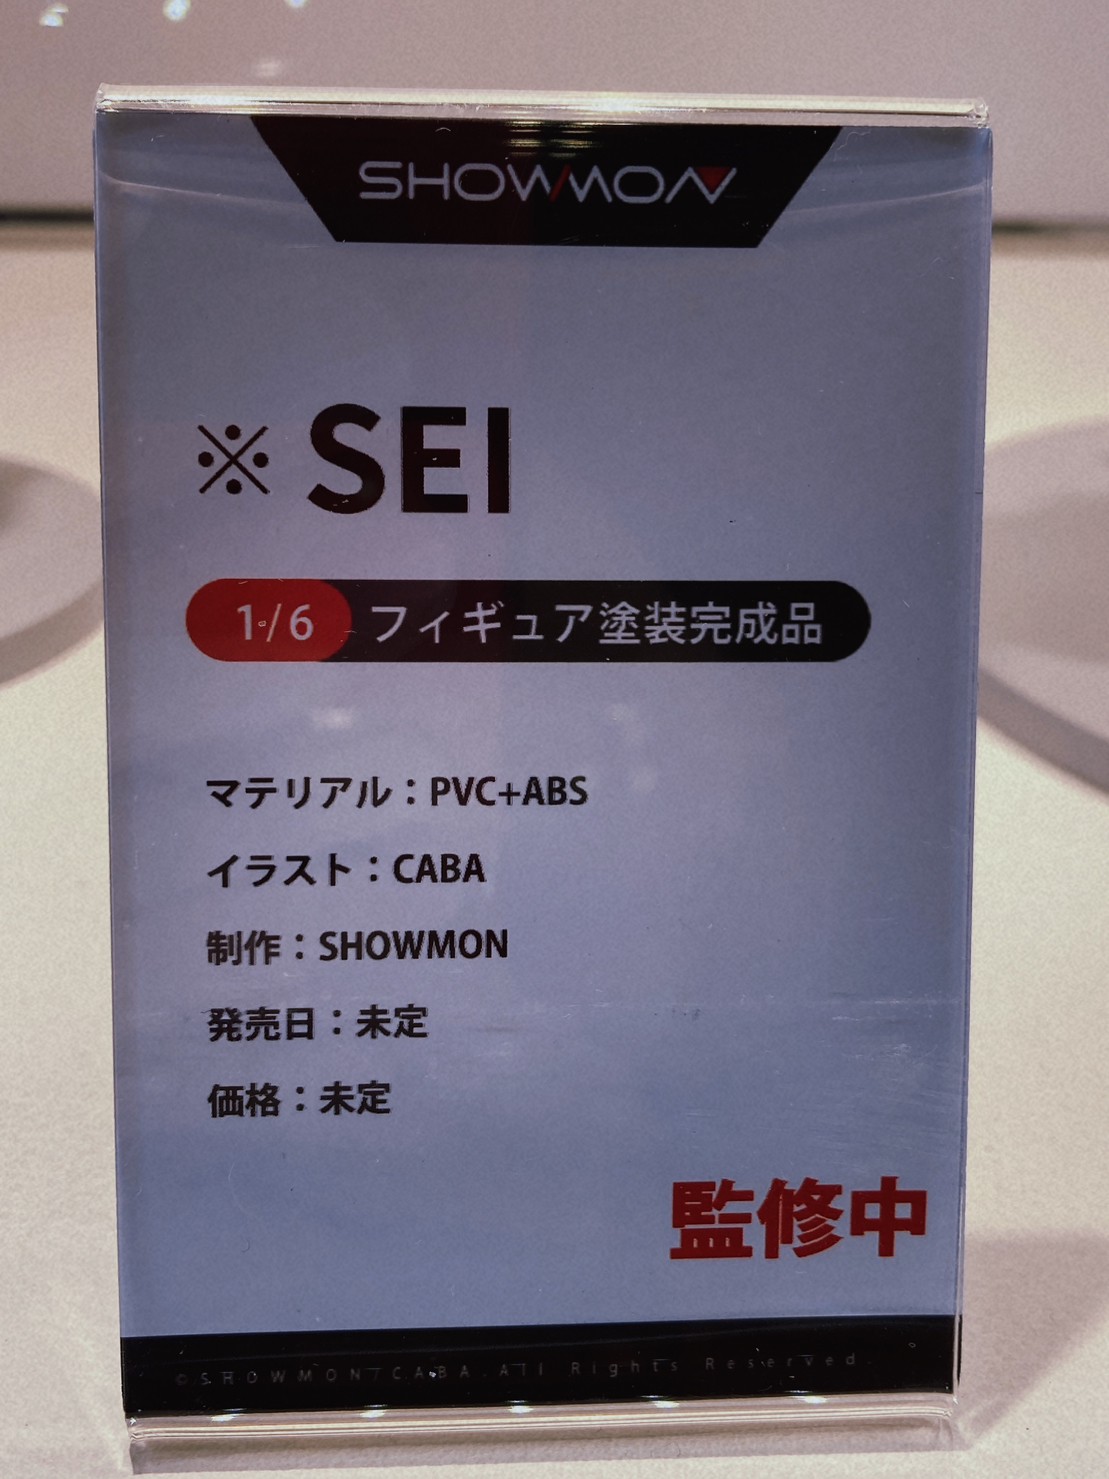 SHOWMON
※ SEI
1/6 フィギュア塗装完成品
マテリアル：PVC+ABS
イラスト：CABA
制作：SHOWMON
発売日：未定
価格：未定
監修中
©SHOWMON/CABA.All Rights Reserved.